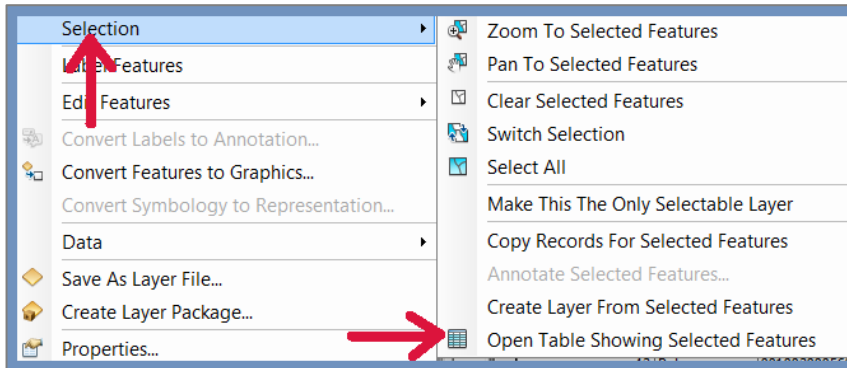 Selection
Label Features
Edit Features
Convert Labels to Annotation...
Convert Features to Graphics...
Convert Symbology to Representation...
Data
Save As Layer File...
Create Layer Package...
Properties...
Zoom To Selected Features
Pan To Selected Features
Clear Selected Features
Switch Selection
Select All
Make This The Only Selectable Layer
Copy Records For Selected Features
Annotate Selected Features...
Create Layer From Selected Features
Open Table Showing Selected Features